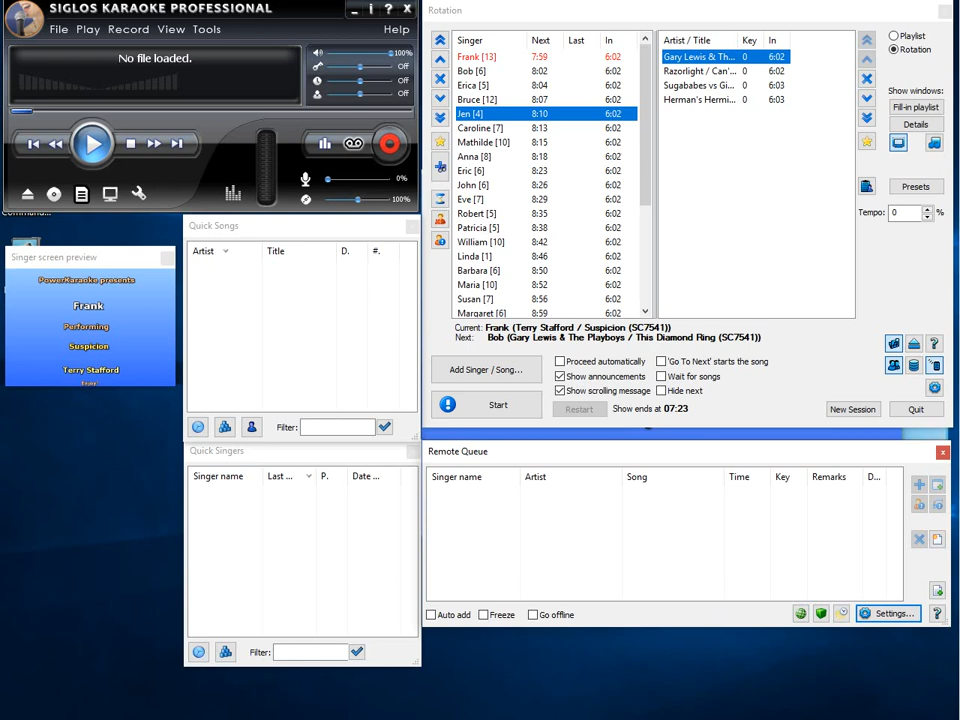 SIGLOS KARAOKE PROFESSIONAL
File Play Record View Tools Help
No file loaded.
100%
Off
Off
Off
0%
100%
Singer screen preview
PowerKaraoke presents
Frank
Performing
Suspicion
Terry Stafford
Quick Songs
Artist Title D. #.
Filter:
Quick Singers
Singer name Last ... P. Date ...
Filter:
Rotation
Singer Next Last In
Frank [13] 7:59 6:02
Bob [6] 8:02 6:02
Erica [5] 8:04 6:02
Bruce [12] 8:07 6:02
Jen [4] 8:10 6:02
Caroline [7] 8:13 6:02
Mathilde [10] 8:15 6:02
Anna [8] 8:18 6:02
Eric [6] 8:23 6:02
John [6] 8:26 6:02
Eve [7] 8:29 6:02
Robert [5] 8:35 6:02
Patricia [5] 8:38 6:02
William [10] 8:42 6:02
Linda [1] 8:46 6:02
Barbara [6] 8:50 6:02
Maria [10] 8:52 6:02
Susan [7] 8:56 6:02
Margaret [6] 8:59 6:02
Artist / Title Key In
Gary Lewis & Th... 0 6:02
Razorlight / Can'... 0 6:02
Sugababes vs Gi... 0 6:03
Herman's Hermi... 0 6:03
Playlist
Rotation
Show windows:
Fill-in playlist
Details
Presets
Tempo: 0 %
Current: Frank (Terry Stafford / Suspicion (SC7541))
Next: Bob (Gary Lewis & The Playboys / This Diamond Ring (SC7541))
Add Singer / Song...
Proceed automatically 'Go To Next' starts the song
Show announcements Wait for songs
Show scrolling message Hide next
Start
Restart
Show ends at 07:23
New Session
Quit
Remote Queue
Singer name Artist Song Time Key Remarks D...
Auto add Freeze Go offline
Settings...